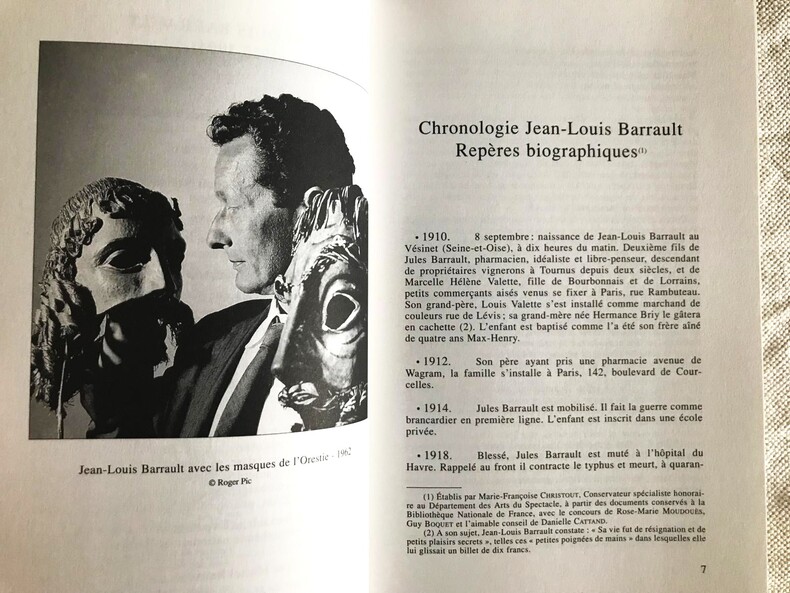 Jean-Louis Barrault avec les masques de l'Orestie - 1962
© Roger Pic
Chronologie Jean-Louis Barrault
Repères biographiques(1)
• 1910. 8 septembre : naissance de Jean-Louis Barrault au
Vésinet (Seine-et-Oise), à dix heures du matin. Deuxième fils de
Jules Barrault, pharmacien, idéaliste et libre-penseur, descendant
de propriétaires vignerons à Tournus depuis deux siècles, et de
Marcelle Hélène Valette, fille de Bourbonnais et de Lorrains,
petits commerçants aisés venus se fixer à Paris, rue Rambuteau.
Son grand-père, Louis Valette s'est installé comme marchand de
couleurs rue de Lévis ; sa grand-mère née Hermance Briy le gâtera
en cachette (2). L'enfant est baptisé comme l'a été son frère aîné
de quatre ans Max-Henry.
• 1912. Son père ayant pris une pharmacie avenue de
Wagram, la famille s'installe à Paris, 142, boulevard de Cour-
celles.
• 1914. Jules Barrault est mobilisé. Il fait la guerre comme
brancardier en première ligne. L'enfant est inscrit dans une école
privée.
• 1918. Blessé, Jules Barrault est muté à l'hôpital du
Havre. Rappelé au front il contracte le typhus et meurt, à quaran-
(1) Établis par Marie-Françoise CHRISTOUT, Conservateur spécialiste honorai-
re au Département des Arts du Spectacle, à partir des documents conservés à la
Bibliothèque Nationale de France, avec le concours de Rose-Marie MOUDOUÈS,
Guy BOQUET et l'aimable conseil de Danielle CATTAND.
(2) A son sujet, Jean-Louis Barrault constate : « Sa vie fut de résignation et de
petits plaisirs secrets », telles ces « petites poignées de mains » dans lesquelles elle
lui glissait un billet de dix francs.
7